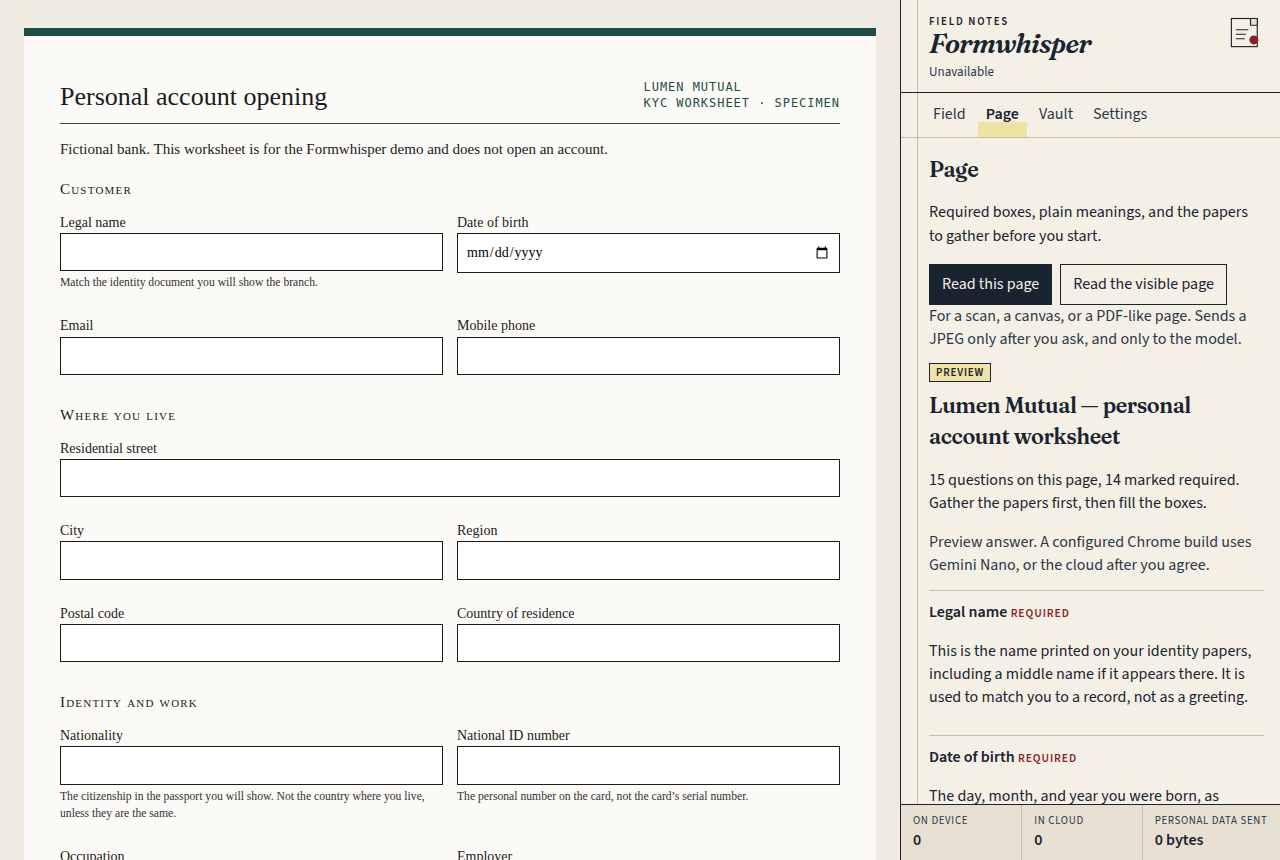 Personal account opening
LUMEN MUTUAL
KYC WORKSHEET · SPECIMEN
Fictional bank. This worksheet is for the Formwhisper demo and does not open an account.
Customer
Legal name
Date of birth
mm/dd/yyyy
Match the identity document you will show the branch.
Email
Mobile phone
Where you live
Residential street
City
Region
Postal code
Country of residence
Identity and work
Nationality
National ID number
The citizenship in the passport you will show. Not the country where you live,
unless they are the same.
The personal number on the card, not the card’s serial number.
Occupation
Employer
FIELD NOTES
Formwhisper
Unavailable
Field
Page
Vault
Settings
Page
Required boxes, plain meanings, and the papers
to gather before you start.
Read this page
Read the visible page
For a scan, a canvas, or a PDF-like page. Sends a
JPEG only after you ask, and only to the model.
PREVIEW
Lumen Mutual — personal
account worksheet
15 questions on this page, 14 marked required.
Gather the papers first, then fill the boxes.
Preview answer. A configured Chrome build uses
Gemini Nano, or the cloud after you agree.
Legal name REQUIRED
This is the name printed on your identity papers,
including a middle name if it appears there. It is
used to match you to a record, not as a greeting.
Date of birth REQUIRED
The day, month, and year you were born, as
ON DEVICE
0
IN CLOUD
0
PERSONAL DATA SENT
0 bytes